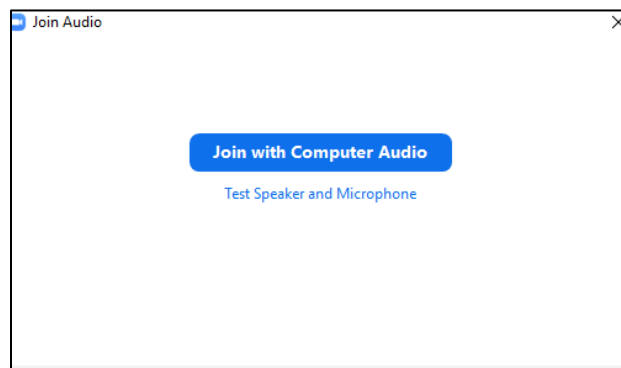 Join Audio
Join with Computer Audio
Test Speaker and Microphone